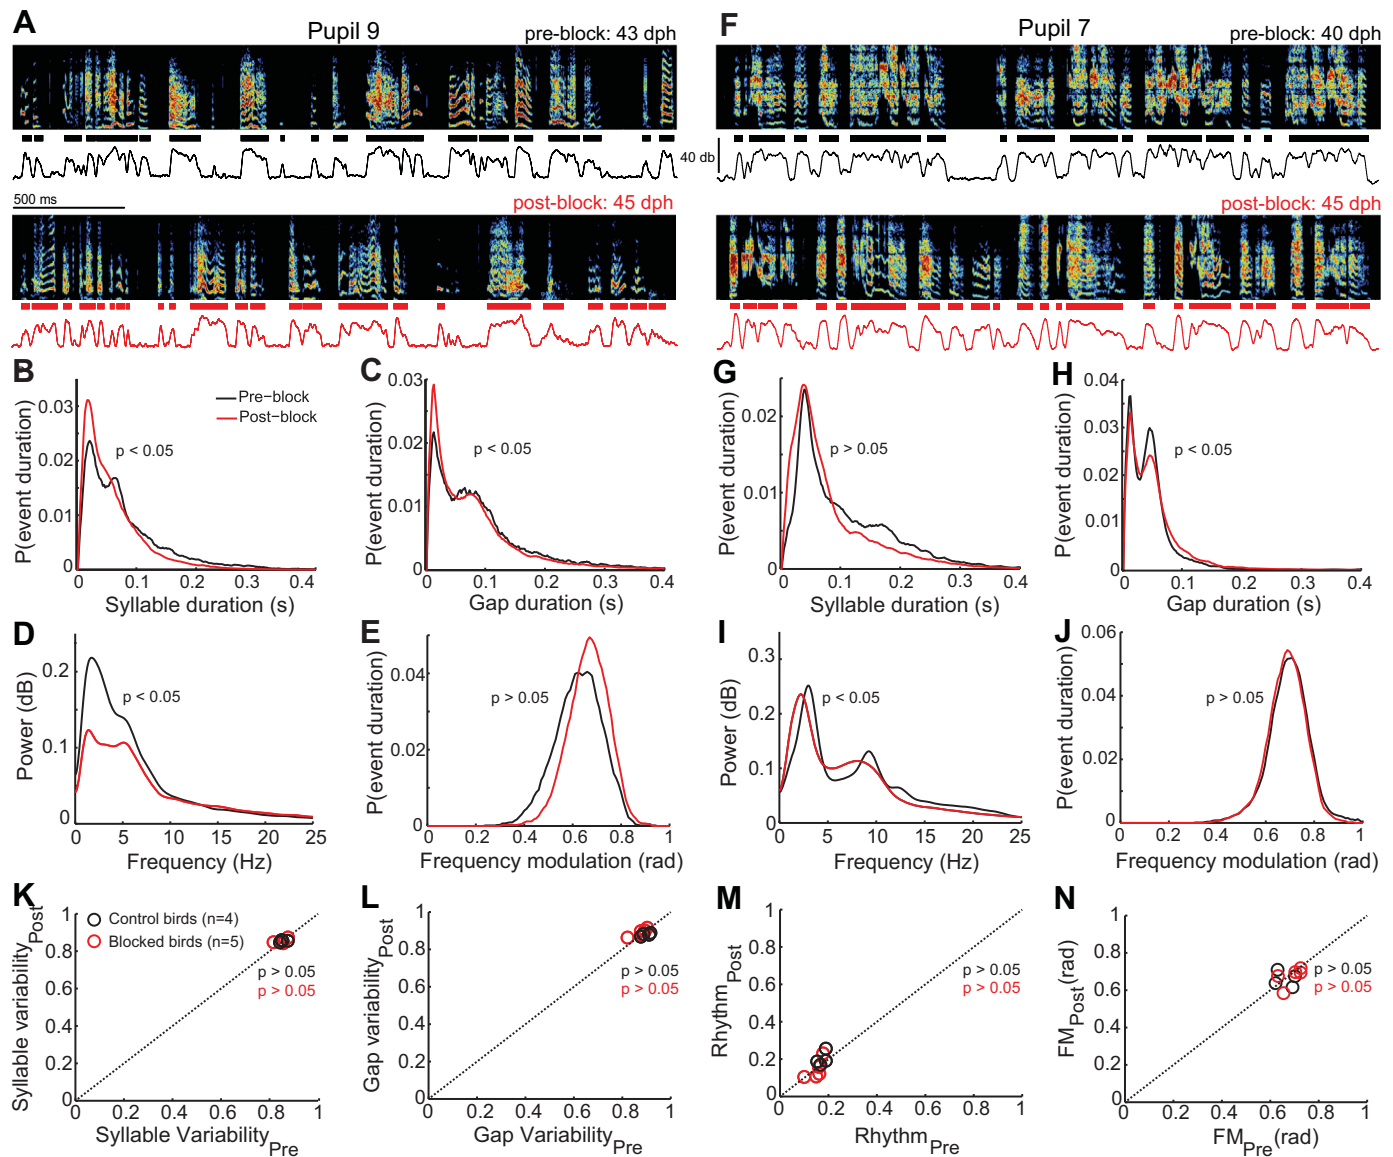 A
Pupil 9
pre-block: 43 dph
500 ms
post-block: 45 dph
F
Pupil 7
pre-block: 40 dph
40 db
post-block: 45 dph
B
P(event duration)
0.03
0.02
0.01
0
0 0.1 0.2 0.3 0.4
Syllable duration (s)
Pre-block
Post-block
p < 0.05
C
P(event duration)
0.03
0.02
0.01
0
0 0.1 0.2 0.3 0.4
Gap duration (s)
p < 0.05
G
P(event duration)
0.02
0.01
0
0 0.1 0.2 0.3 0.4
Syllable duration (s)
p > 0.05
H
P(event duration)
0.04
0.03
0.02
0.01
0
0 0.1 0.2 0.3 0.4
Gap duration (s)
p < 0.05
D
Power (dB)
0.2
0.1
0
0 5 10 15 20 25
Frequency (Hz)
p < 0.05
E
P(event duration)
0.04
0.02
0
0 0.2 0.4 0.6 0.8 1
Frequency modulation (rad)
p > 0.05
I
Power (dB)
0.3
0.2
0.1
0
0 5 10 15 20 25
Frequency (Hz)
p < 0.05
J
P(event duration)
0.06
0.04
0.02
0
0 0.2 0.4 0.6 0.8 1
Frequency modulation (rad)
p > 0.05
K
Syllable variability Post
1
0.8
0.6
0.4
0.2
0
0 0.2 0.4 0.6 0.8 1
Syllable Variability Pre
Control birds (n=4)
Blocked birds (n=5)
p > 0.05
p > 0.05
L
Gap variability Post
1
0.8
0.6
0.4
0.2
0
0 0.2 0.4 0.6 0.8 1
Gap Variability Pre
p > 0.05
p > 0.05
M
Rhythm Post
1
0.8
0.6
0.4
0.2
0
0 0.2 0.4 0.6 0.8 1
Rhythm Pre
p > 0.05
p > 0.05
N
FM Post (rad)
1
0.8
0.6
0.4
0.2
0
0 0.2 0.4 0.6 0.8 1
FM Pre (rad)
p > 0.05
p > 0.05